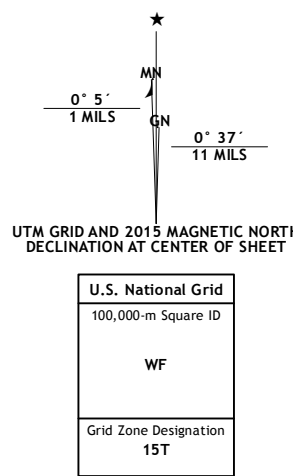 MN
0° 5´
1 MILS
GN
0° 37´
11 MILS
UTM GRID AND 2015 MAGNETIC NORTH
DECLINATION AT CENTER OF SHEET
U.S. National Grid
100,000-m Square ID
WF
Grid Zone Designation
15T